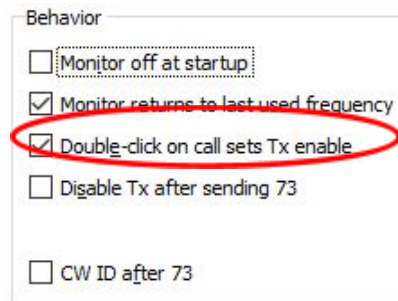 Behavior
Monitor off at startup
Monitor returns to last used frequency
Double-click on call sets Tx enable
Disable Tx after sending 73
CW ID after 73